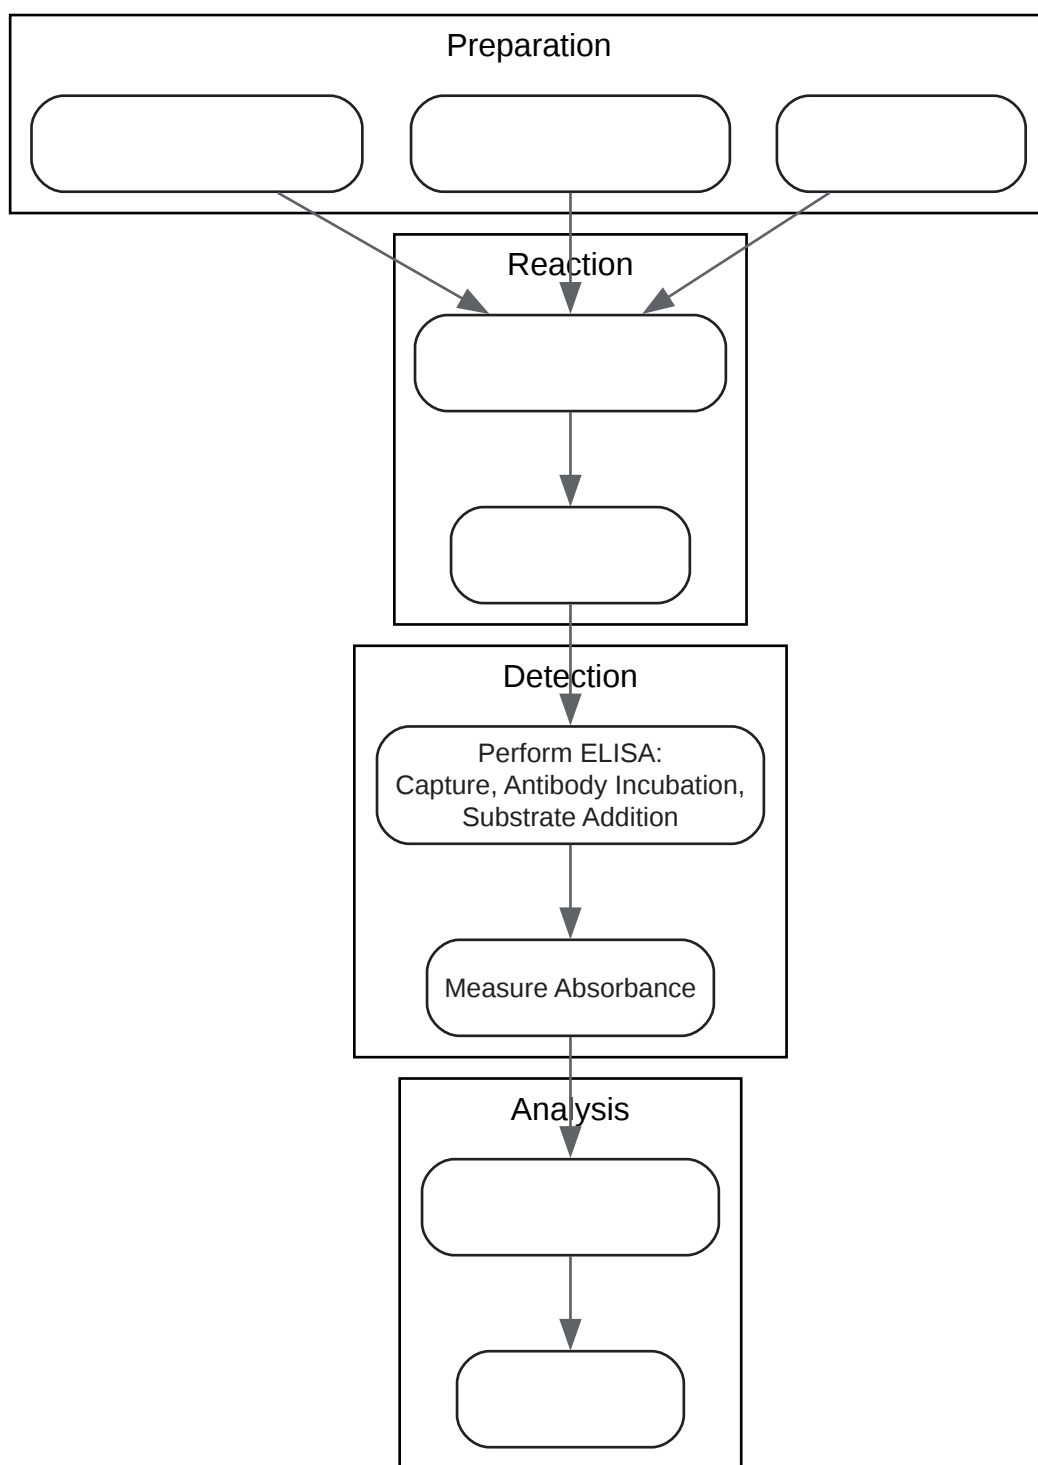 Preparation
Reaction
Detection
Perform ELISA:
Capture, Antibody Incubation,
Substrate Addition
Measure Absorbance
Analysis